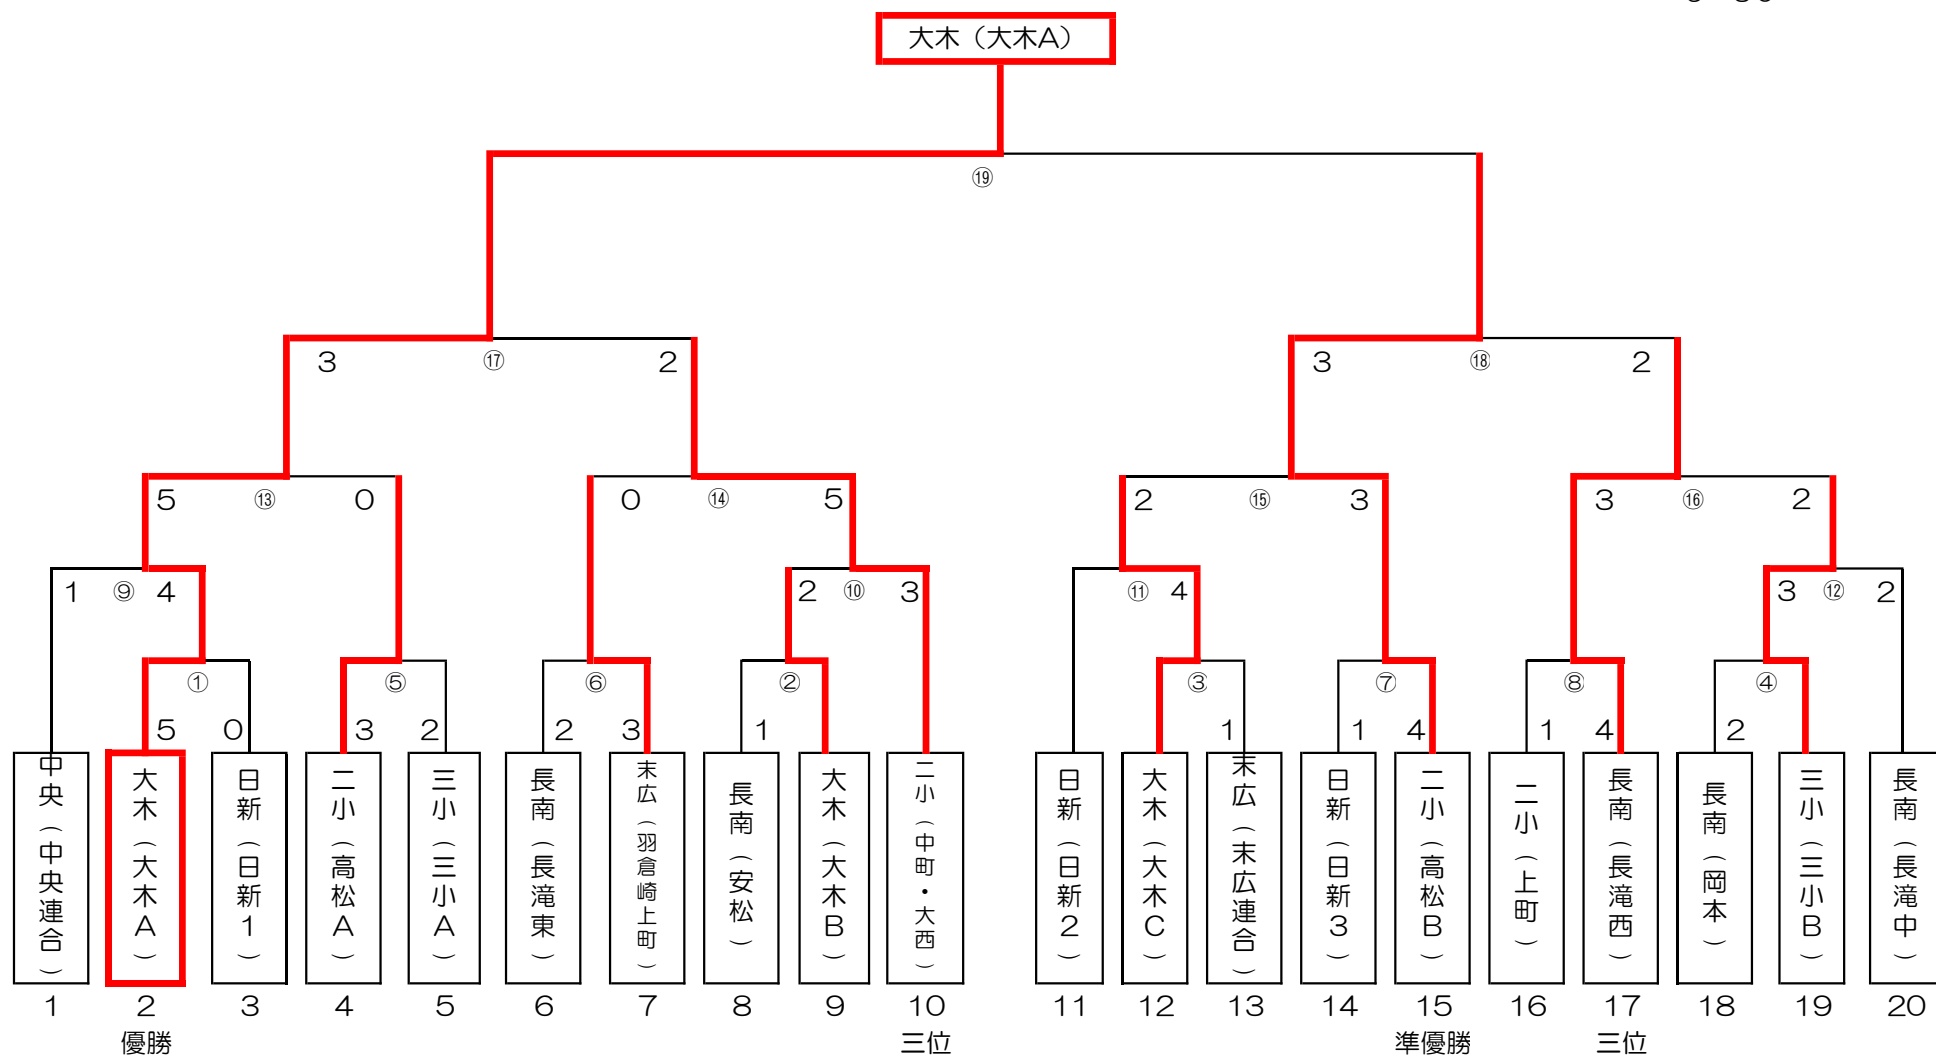 大木（大木A）
⑲
3 ⑰ 2 3 ⑱ 2
5 ⑬ 0 0 ⑭ 5 2 ⑮ 3 3 ⑯ 2
1 ⑨ 4 2 ⑩ 3 ⑪ 4 3 ⑫ 2
① ⑤ ⑥ ② ③ ⑦ ⑧ ④
5 0 3 2 2 3 1 1 1 4 1 4 2
中央（中央連合）
大木（大木A）
日新（日新1）
二小（高松A）
三小（三小A）
長南（長滝東）
末広（羽倉崎上町）
長南（安松）
大木（大木B）
二小（中町・大西）
日新（日新2）
大木（大木C）
末広（末広連合）
日新（日新3）
二小（高松B）
二小（上町）
長南（長滝西）
長南（岡本）
三小（三小B）
長南（長滝中）
1 2 3 4 5 6 7 8 9 10 11 12 13 14 15 16 17 18 19 20
優勝 三位 準優勝 三位